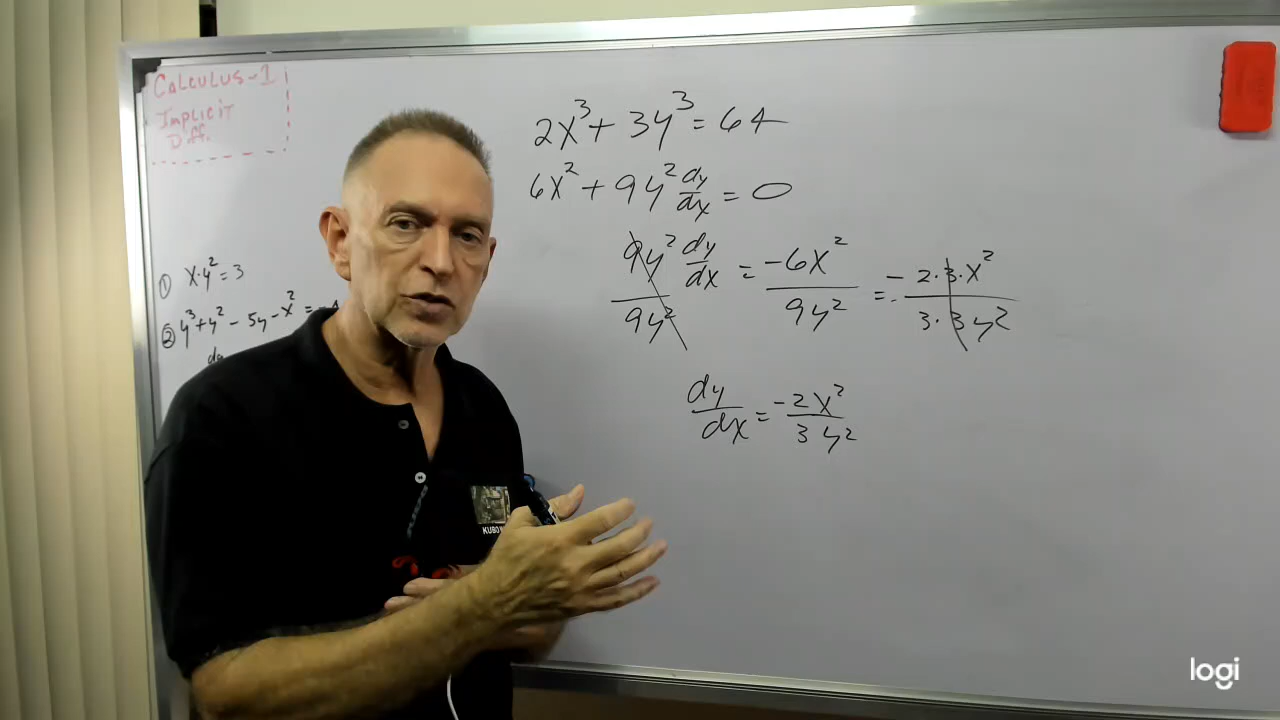 CALCULUS-1
IMPLICIT
Diff.
① x·y² = 3
② y³+y² - 5y - x² = -4
2x³ + 3y³ = 64
6x² + 9y² dy/dx = 0
9y² dy/dx / 9y² = -6x² / 9y² = - 2·3·x² / 3·3y²
dy/dx = -2x² / 3y²
logi